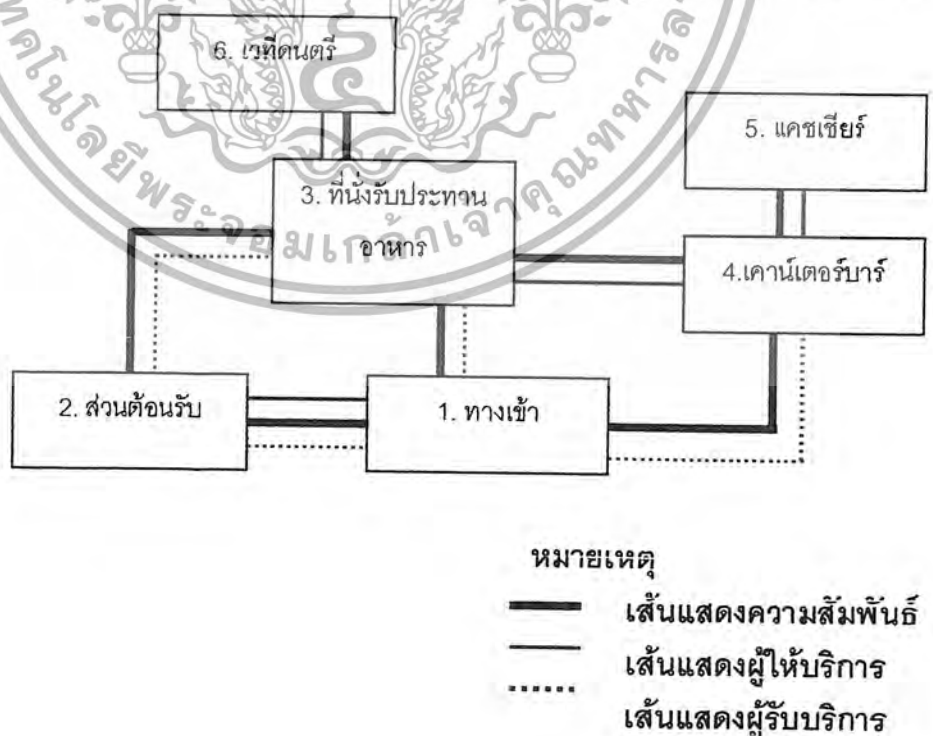 6. เวทีดนตรี
5. แคชเชียร์
3. ที่นั่งรับประทาน
อาหาร
4.เคาน์เตอร์บาร์
2. ส่วนต้อนรับ
1. ทางเข้า
หมายเหตุ
เส้นแสดงความสัมพันธ์
เส้นแสดงผู้ให้บริการ
เส้นแสดงผู้รับบริการ